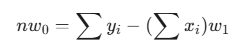 nw₀ = ∑ yᵢ − (∑ xᵢ)w₁